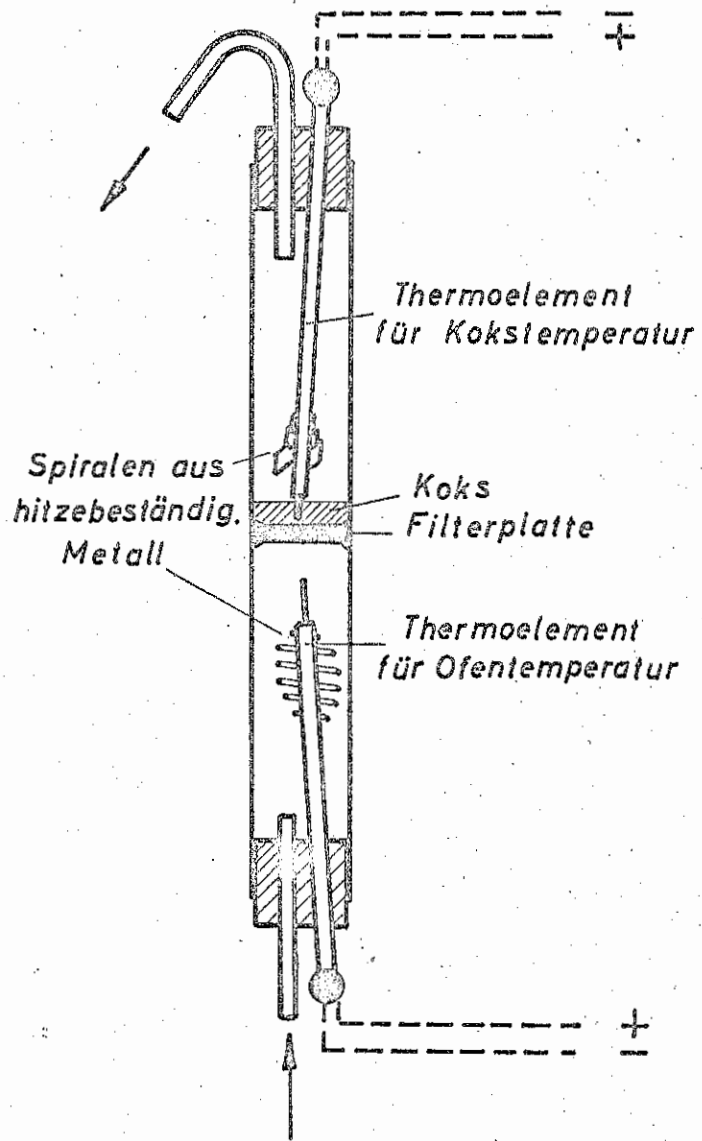 −
+
Thermoelement
für Kokstemperatur
Spiralen aus
hitzebeständig.
Metall
Koks
Filterplatte
Thermoelement
für Ofentemperatur
+
−